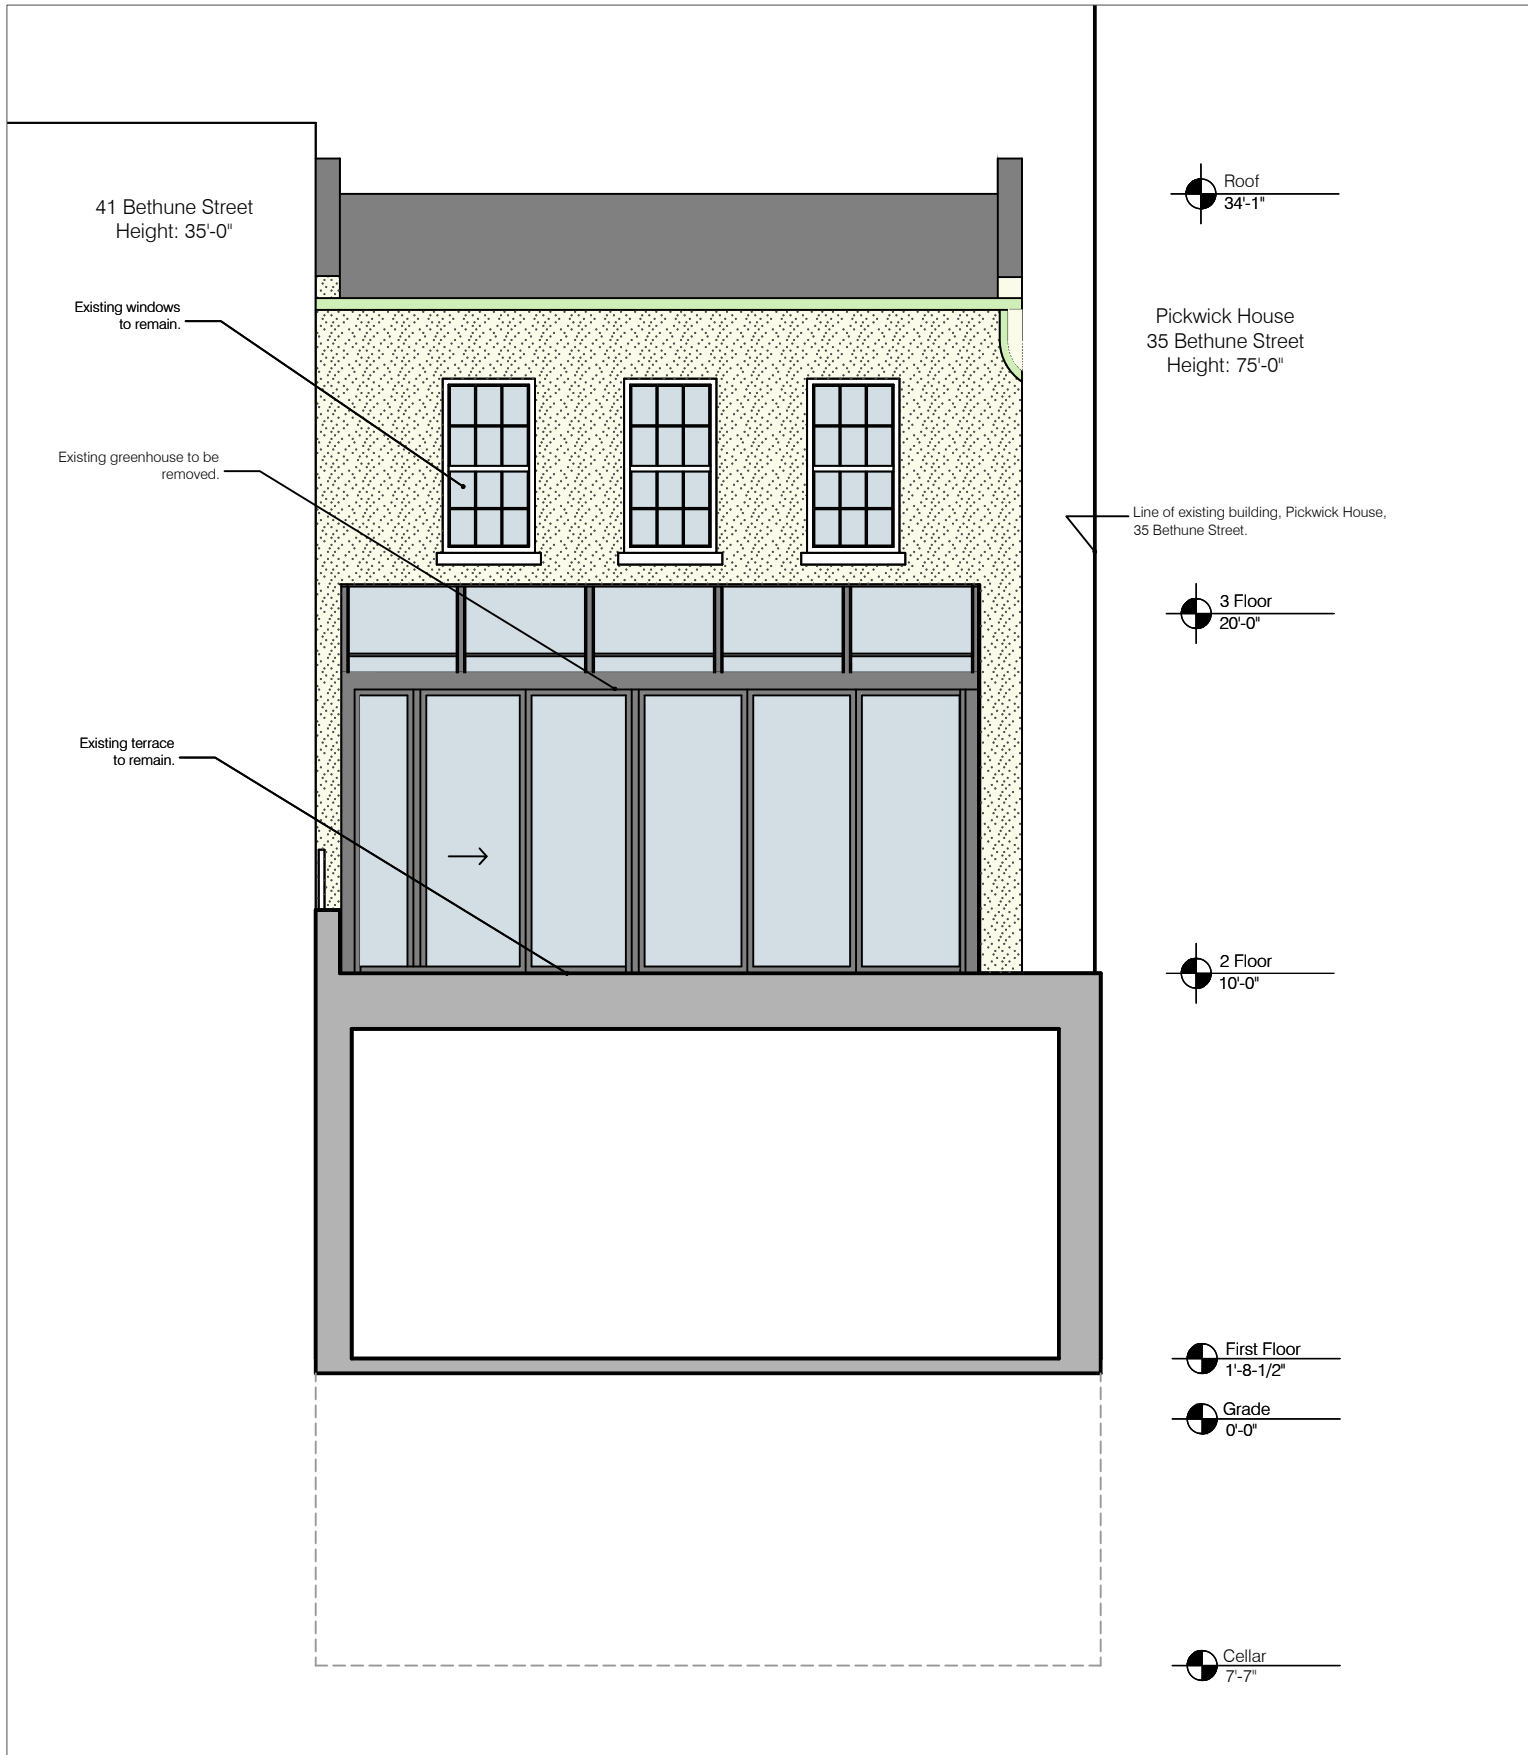 Roof
34'-1"
41 Bethune Street
Height: 35'-0"
Existing windows
to remain.
Pickwick House
35 Bethune Street
Height: 75'-0"
Existing greenhouse to be
removed.
Line of existing building, Pickwick House,
35 Bethune Street.
3 Floor
20'-0"
Existing terrace
to remain.
2 Floor
10'-0"
First Floor
1'-8-1/2"
Grade
0'-0"
Cellar
7'-7"